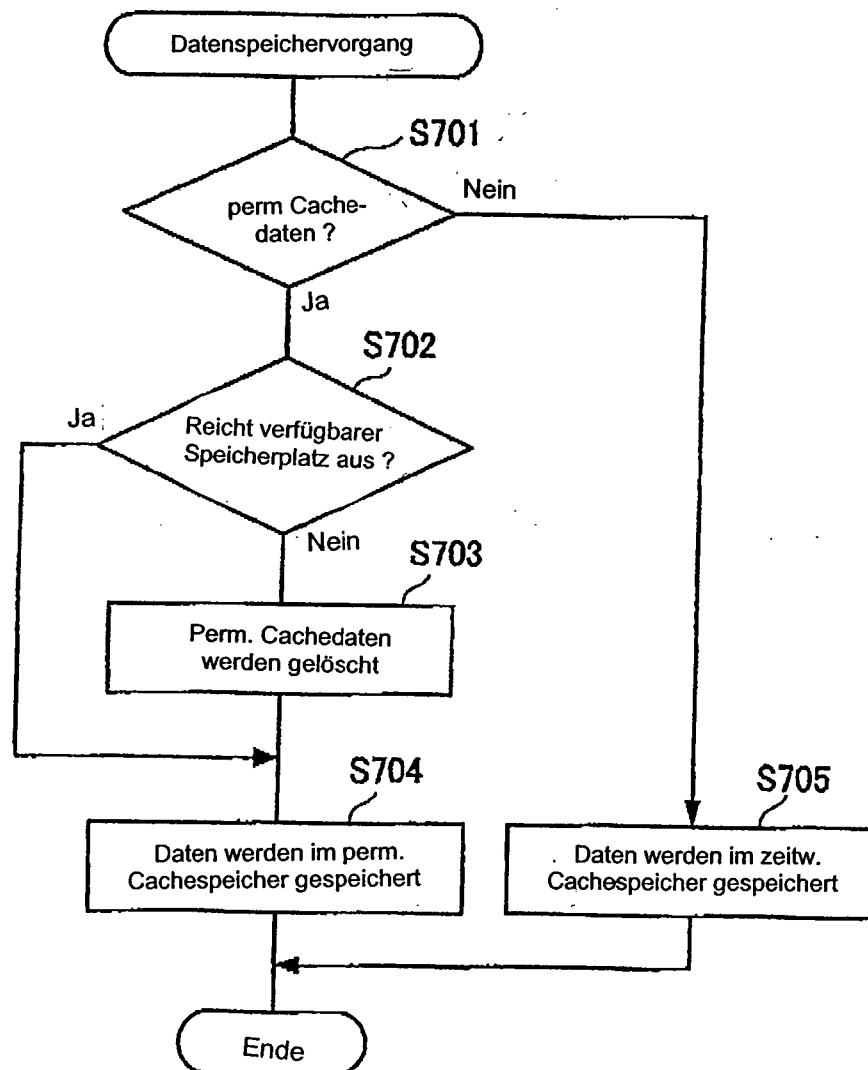 Datenspeichervorgang
S701
perm Cache-
daten ?
Nein
Ja
S702
Ja
Reicht verfügbarer
Speicherplatz aus ?
Nein
S703
Perm. Cachedaten
werden gelöscht
S704
Daten werden im perm.
Cachespeicher gespeichert
S705
Daten werden im zeitw.
Cachespeicher gespeichert
Ende